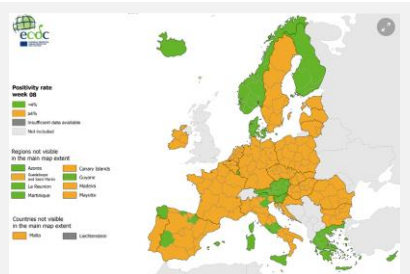 ecdc
Positivity rate
week 08
<4%
≥4%
Insufficient data available
Not included
Regions not visible
in the main map extent
Azores
Canary Islands
Guadeloupe
and Saint Martin
Guyane
La Reunion
Madeira
Martinique
Mayotte
Countries not visible
in the main map extent
Malta
Liechtenstein